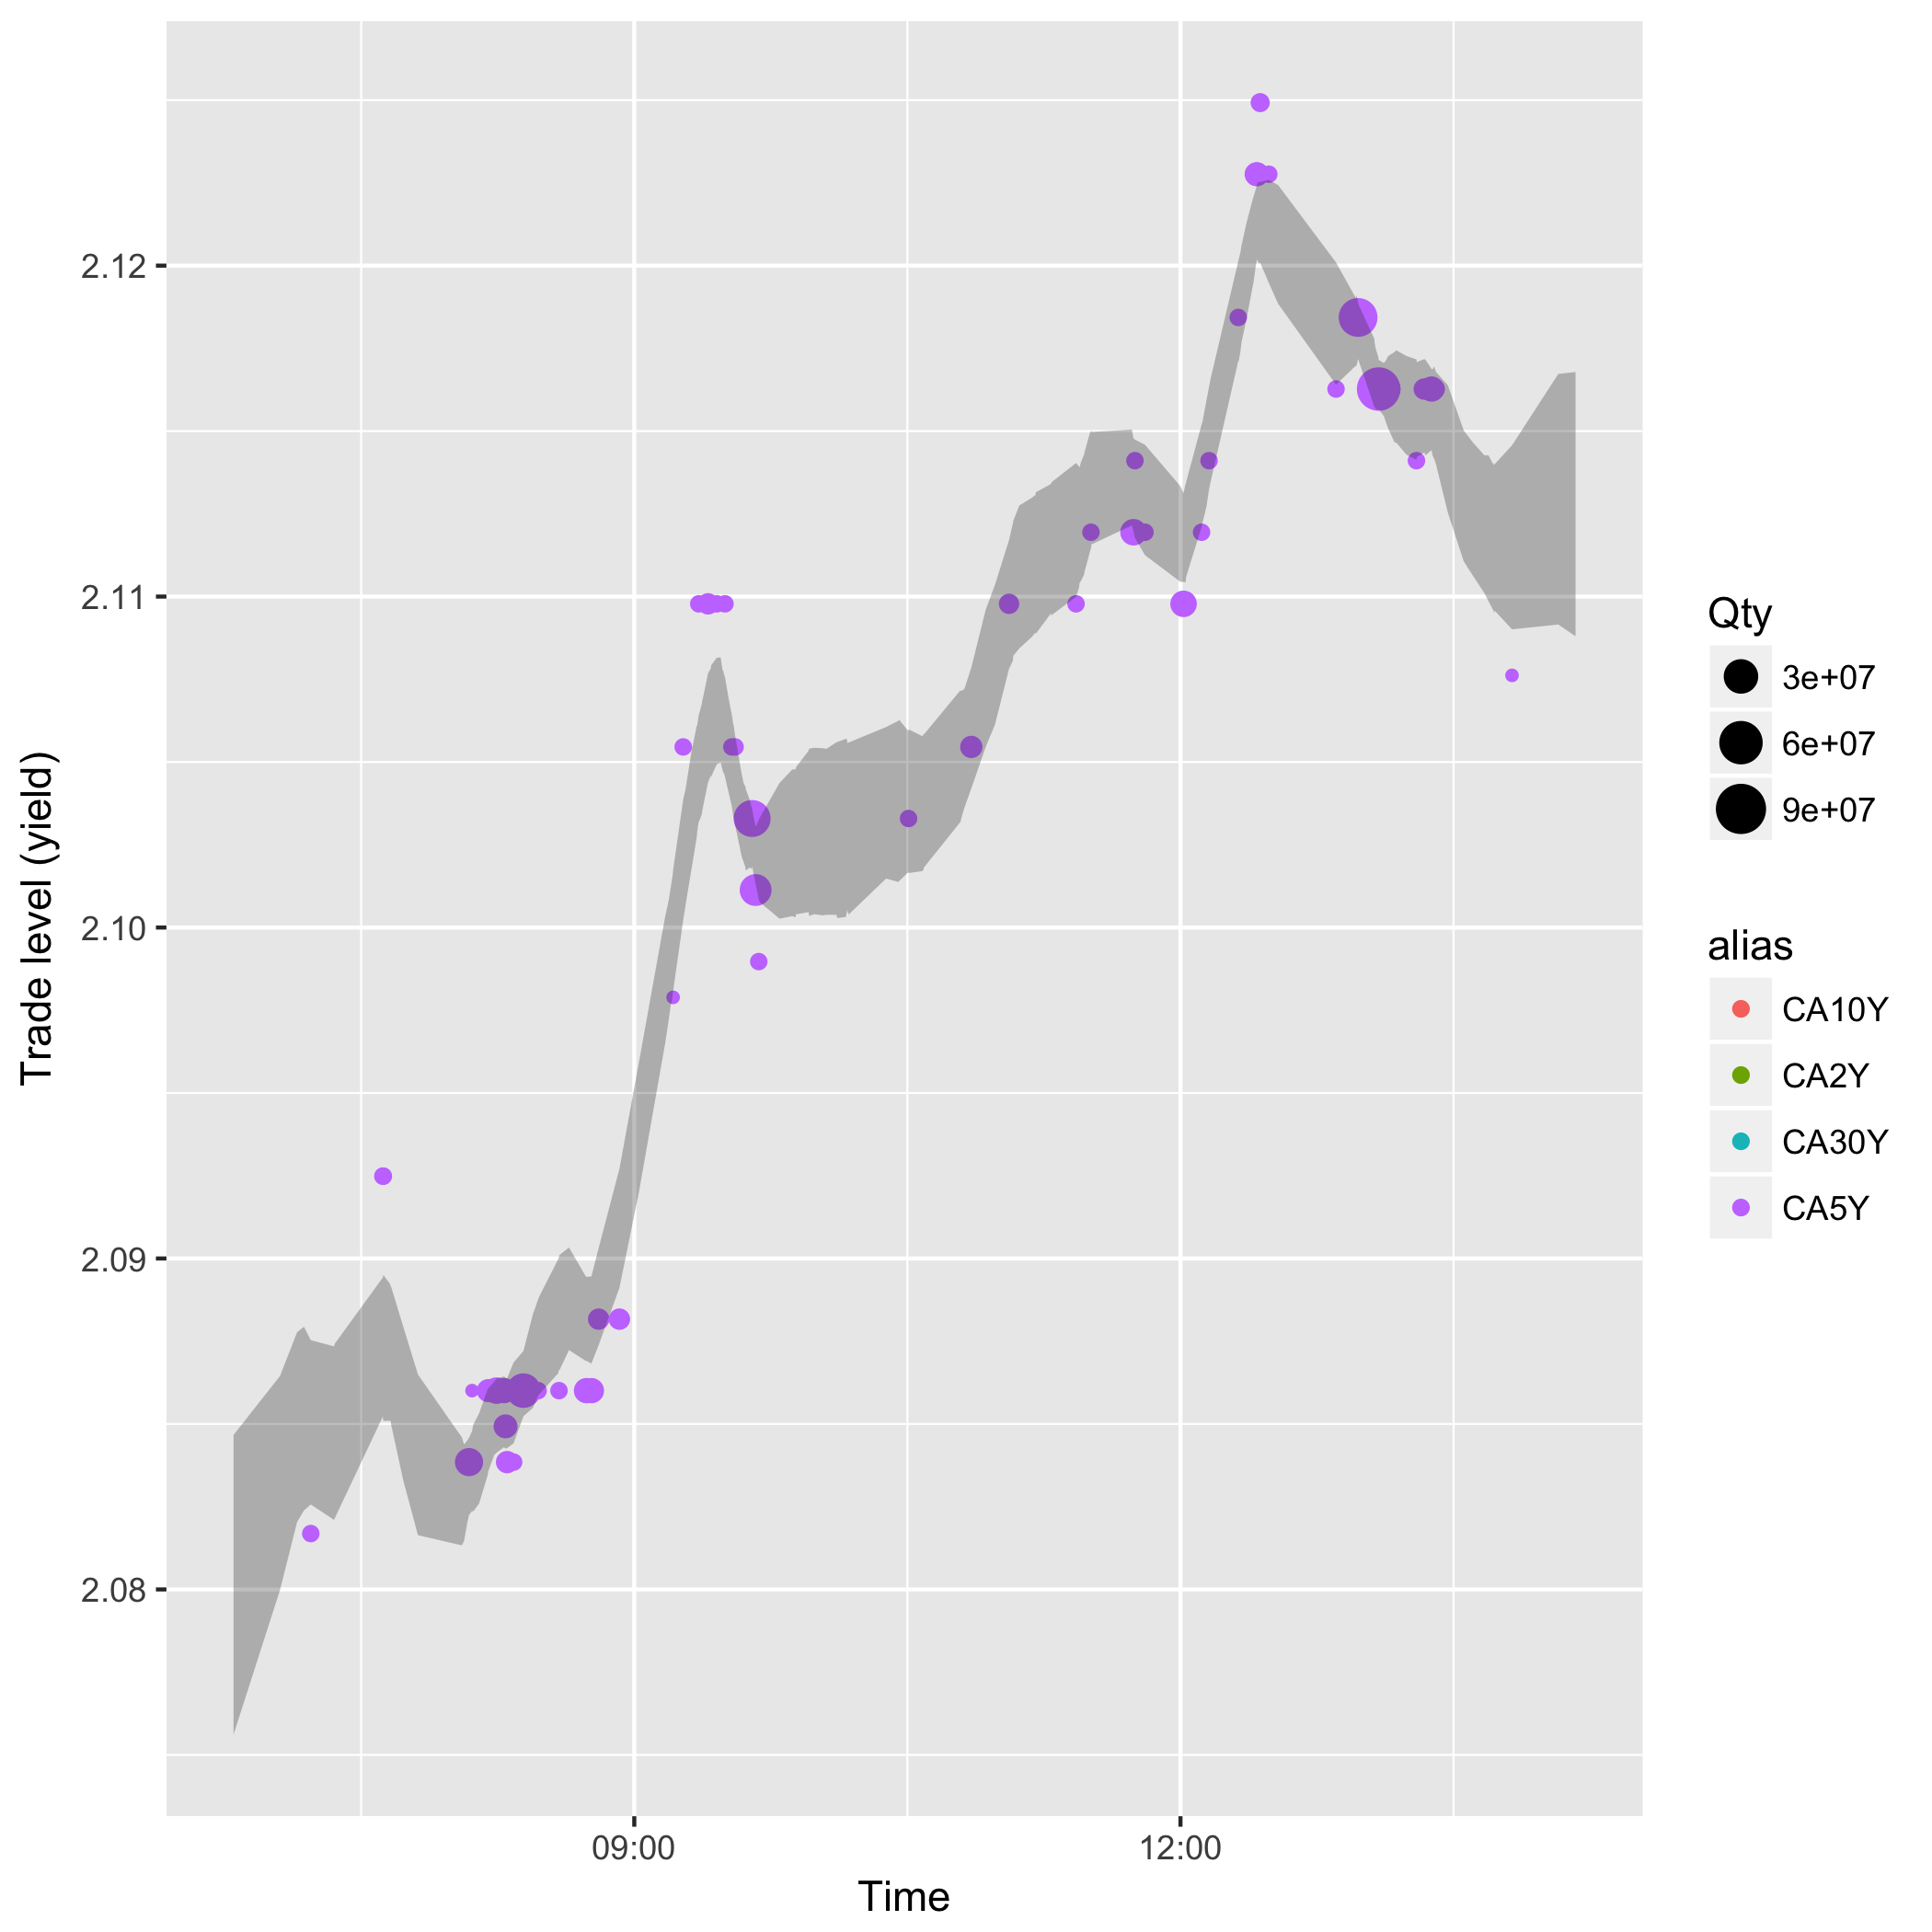 Trade level (yield)
2.12
2.11
2.10
2.09
2.08
09:00
12:00
Time
Qty
3e+07
6e+07
9e+07
alias
CA10Y
CA2Y
CA30Y
CA5Y